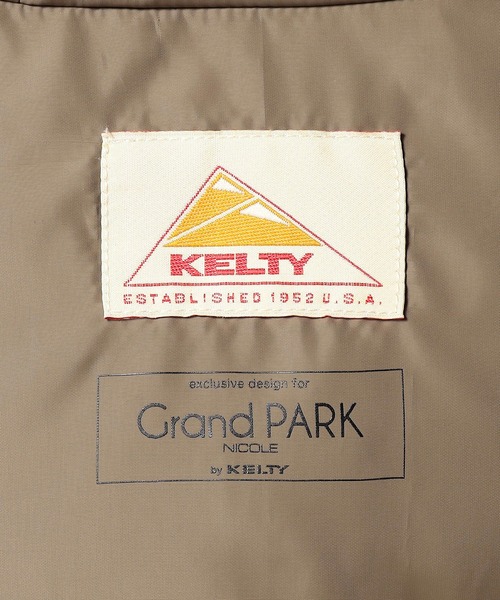 KELTY
ESTABLISHED 1952 U.S.A.
exclusive design for
Grand PARK
NICOLE
by KELTY